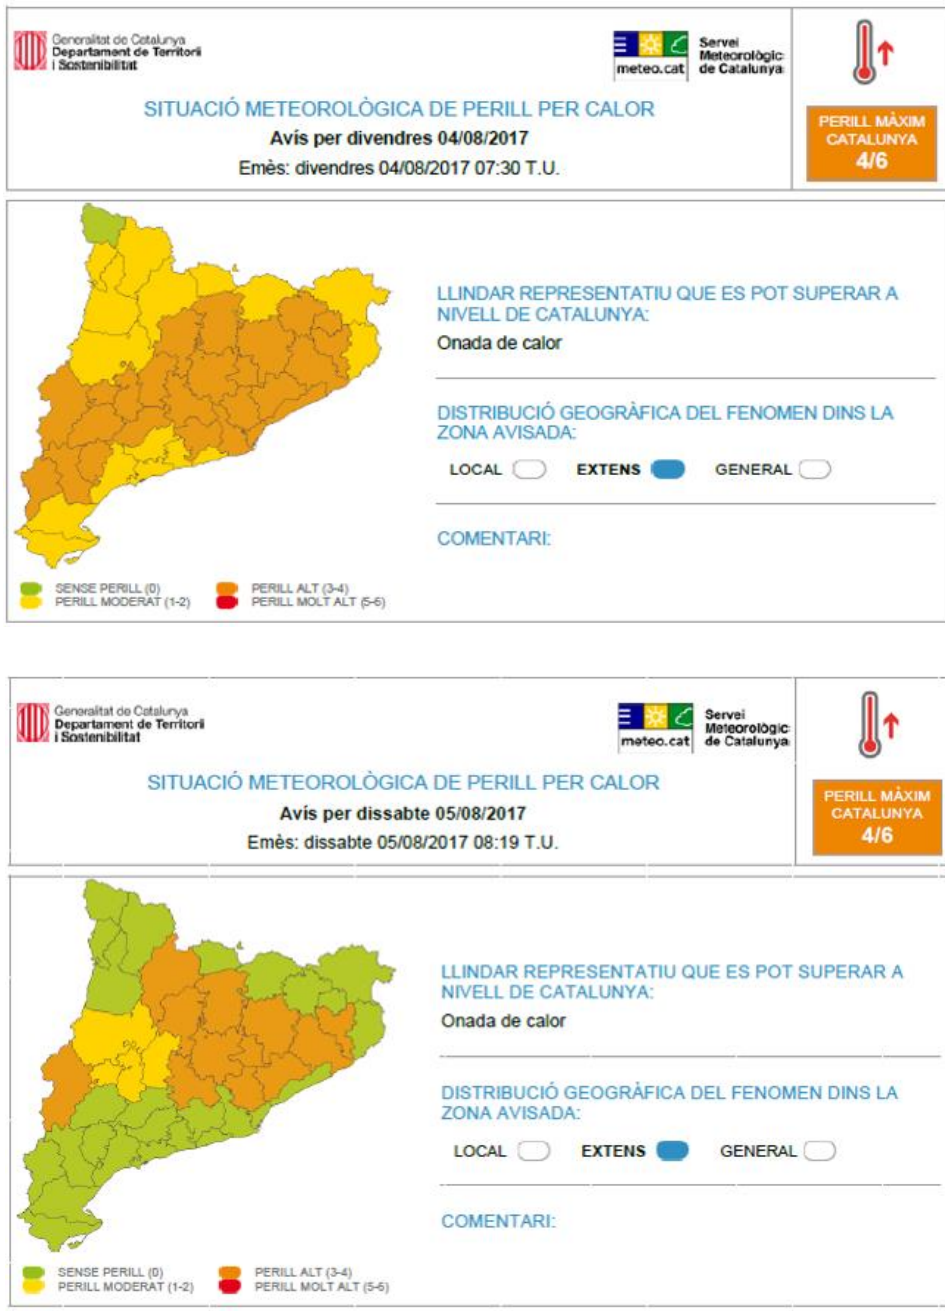 Generalitat de Catalunya
Departament de Territori
i Sostenibilitat
meteo.cat
Servei
Meteorològic
de Catalunya
SITUACIÓ METEOROLÒGICA DE PERILL PER CALOR
Avís per divendres 04/08/2017
Emès: divendres 04/08/2017 07:30 T.U.
PERILL MÀXIM
CATALUNYA
4/6
LLINDAR REPRESENTATIU QUE ES POT SUPERAR A
NIVELL DE CATALUNYA:
Onada de calor
DISTRIBUCIÓ GEOGRÀFICA DEL FENOMEN DINS LA
ZONA AVISADA:
LOCAL EXTENS GENERAL
COMENTARI:
SENSE PERILL (0) PERILL ALT (3-4)
PERILL MODERAT (1-2) PERILL MOLT ALT (5-6)
Generalitat de Catalunya
Departament de Territori
i Sostenibilitat
meteo.cat
Servei
Meteorològic
de Catalunya
SITUACIÓ METEOROLÒGICA DE PERILL PER CALOR
Avís per dissabte 05/08/2017
Emès: dissabte 05/08/2017 08:19 T.U.
PERILL MÀXIM
CATALUNYA
4/6
LLINDAR REPRESENTATIU QUE ES POT SUPERAR A
NIVELL DE CATALUNYA:
Onada de calor
DISTRIBUCIÓ GEOGRÀFICA DEL FENOMEN DINS LA
ZONA AVISADA:
LOCAL EXTENS GENERAL
COMENTARI:
SENSE PERILL (0) PERILL ALT (3-4)
PERILL MODERAT (1-2) PERILL MOLT ALT (5-6)